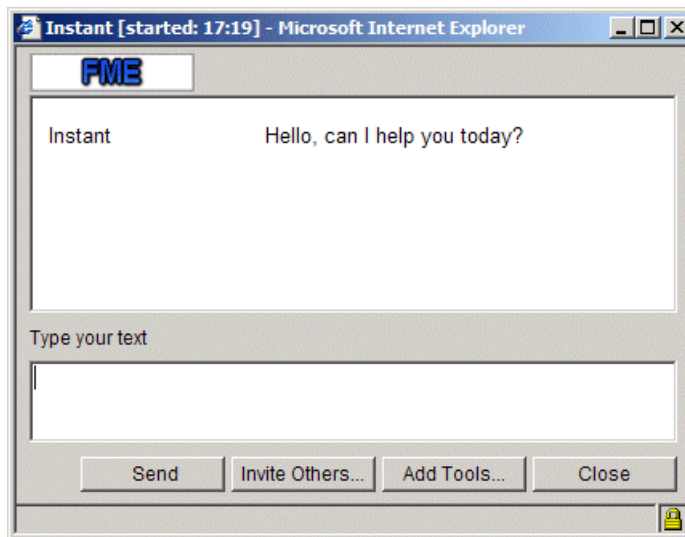 Instant [started: 17:19] - Microsoft Internet Explorer
FME
Instant Hello, can I help you today?
Type your text
Send Invite Others... Add Tools... Close